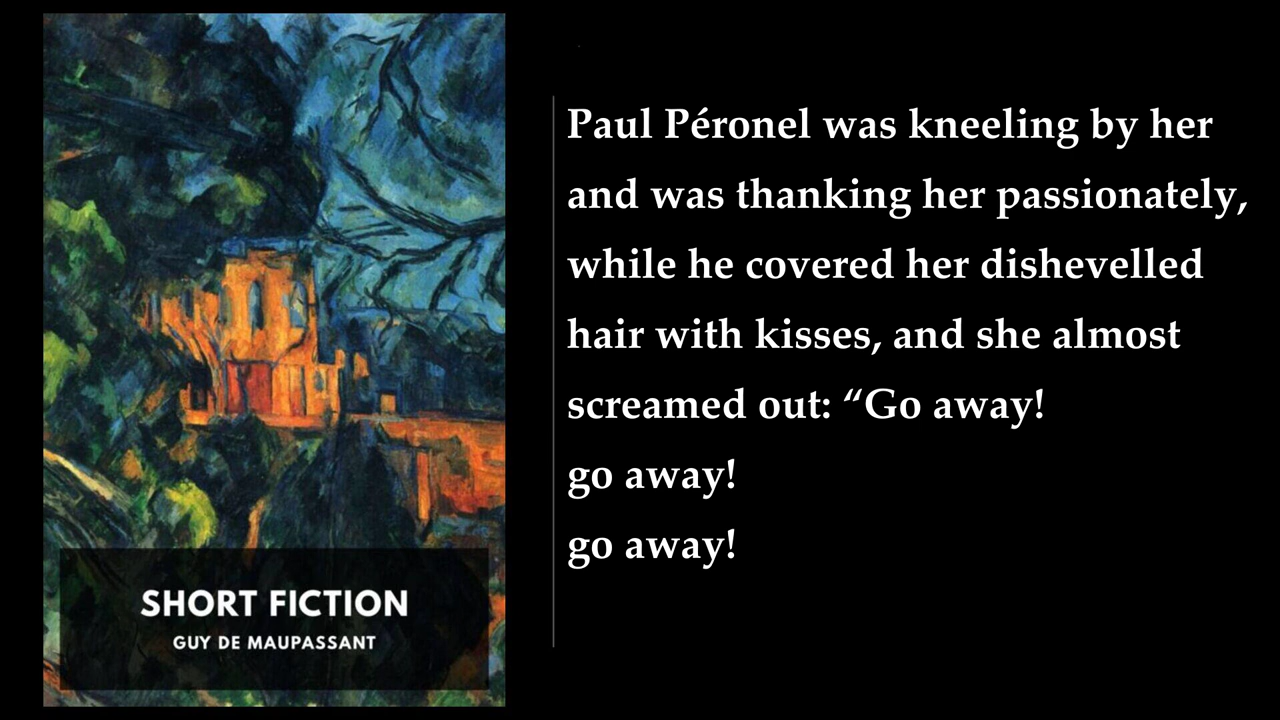 SHORT FICTION
GUY DE MAUPASSANT
Paul Péronel was kneeling by her
and was thanking her passionately,
while he covered her dishevelled
hair with kisses, and she almost
screamed out: “Go away!
go away!
go away!